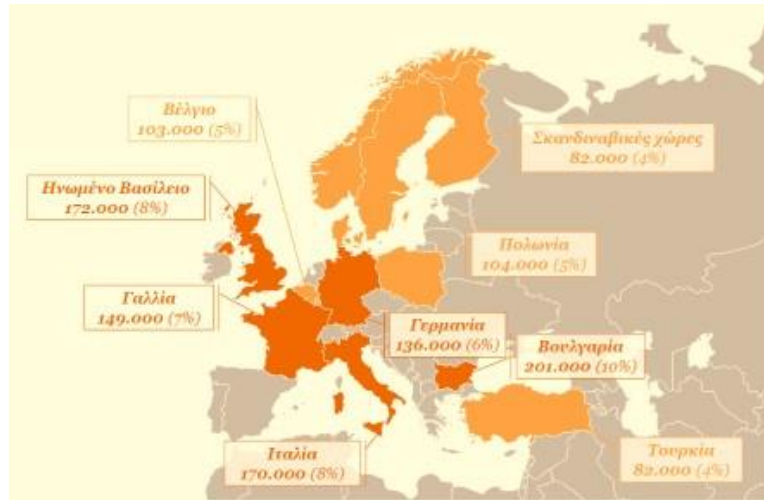 Βέλγιο
103.000 (5%)
Σκανδιναβικές χώρες
82.000 (4%)
Ηνωμένο Βασίλειο
172.000 (8%)
Πολωνία
104.000 (5%)
Γαλλία
149.000 (7%)
Γερμανία
136.000 (6%)
Βουλγαρία
201.000 (10%)
Ιταλία
170.000 (8%)
Τουρκία
82.000 (4%)